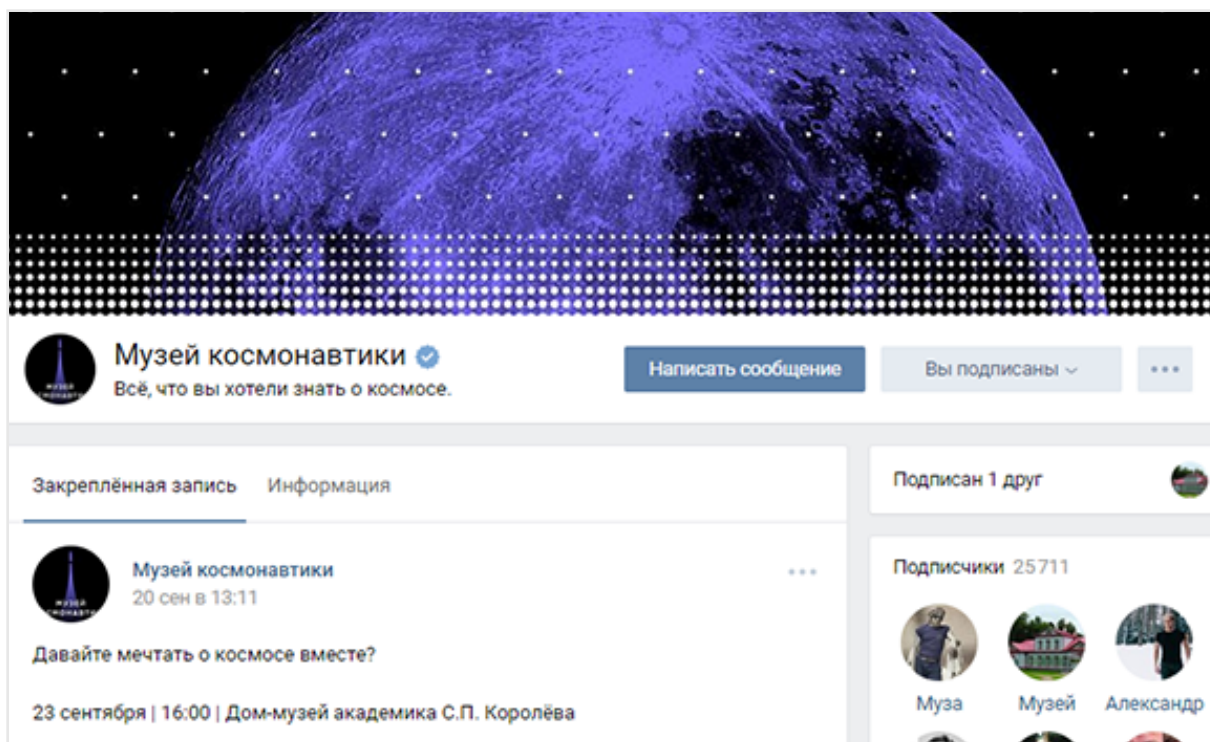 Музей космонавтики
Всё, что вы хотели знать о космосе.
Написать сообщение
Вы подписаны
Закреплённая запись
Информация
Подписан 1 друг
Музей космонавтики
20 сен в 13:11
Давайте мечтать о космосе вместе?
23 сентября | 16:00 | Дом-музей академика С.П. Королёва
Подписчики 25711
Муза
Музей
Александр